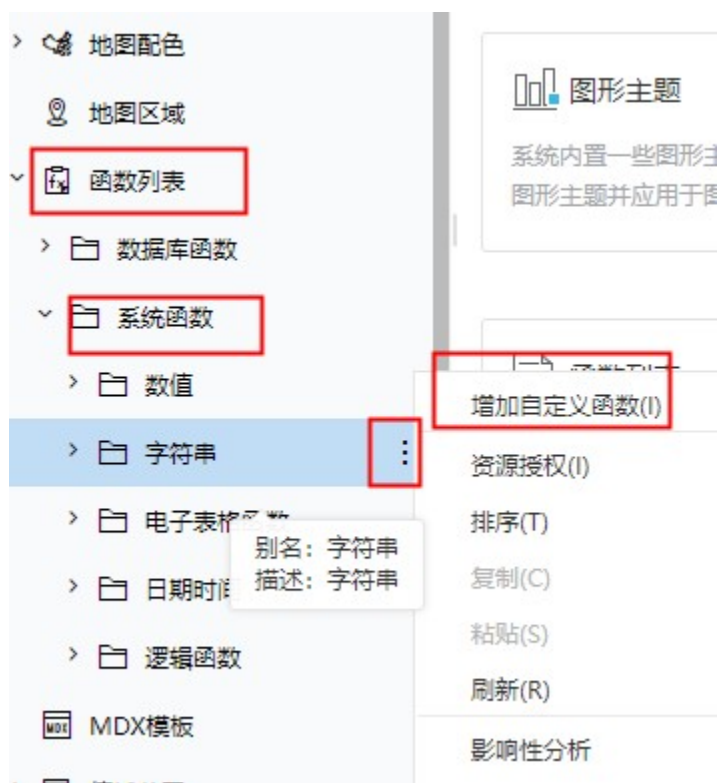 地图配色
地图区域
函数列表
数据库函数
系统函数
数值
字符串
电子表格函数
日期时间
逻辑函数
MDX模板
别名：字符串
描述：字符串
图形主题
系统内置一些图形主
图形主题并应用于图
增加自定义函数(I)
资源授权(I)
排序(T)
复制(C)
粘贴(S)
刷新(R)
影响性分析